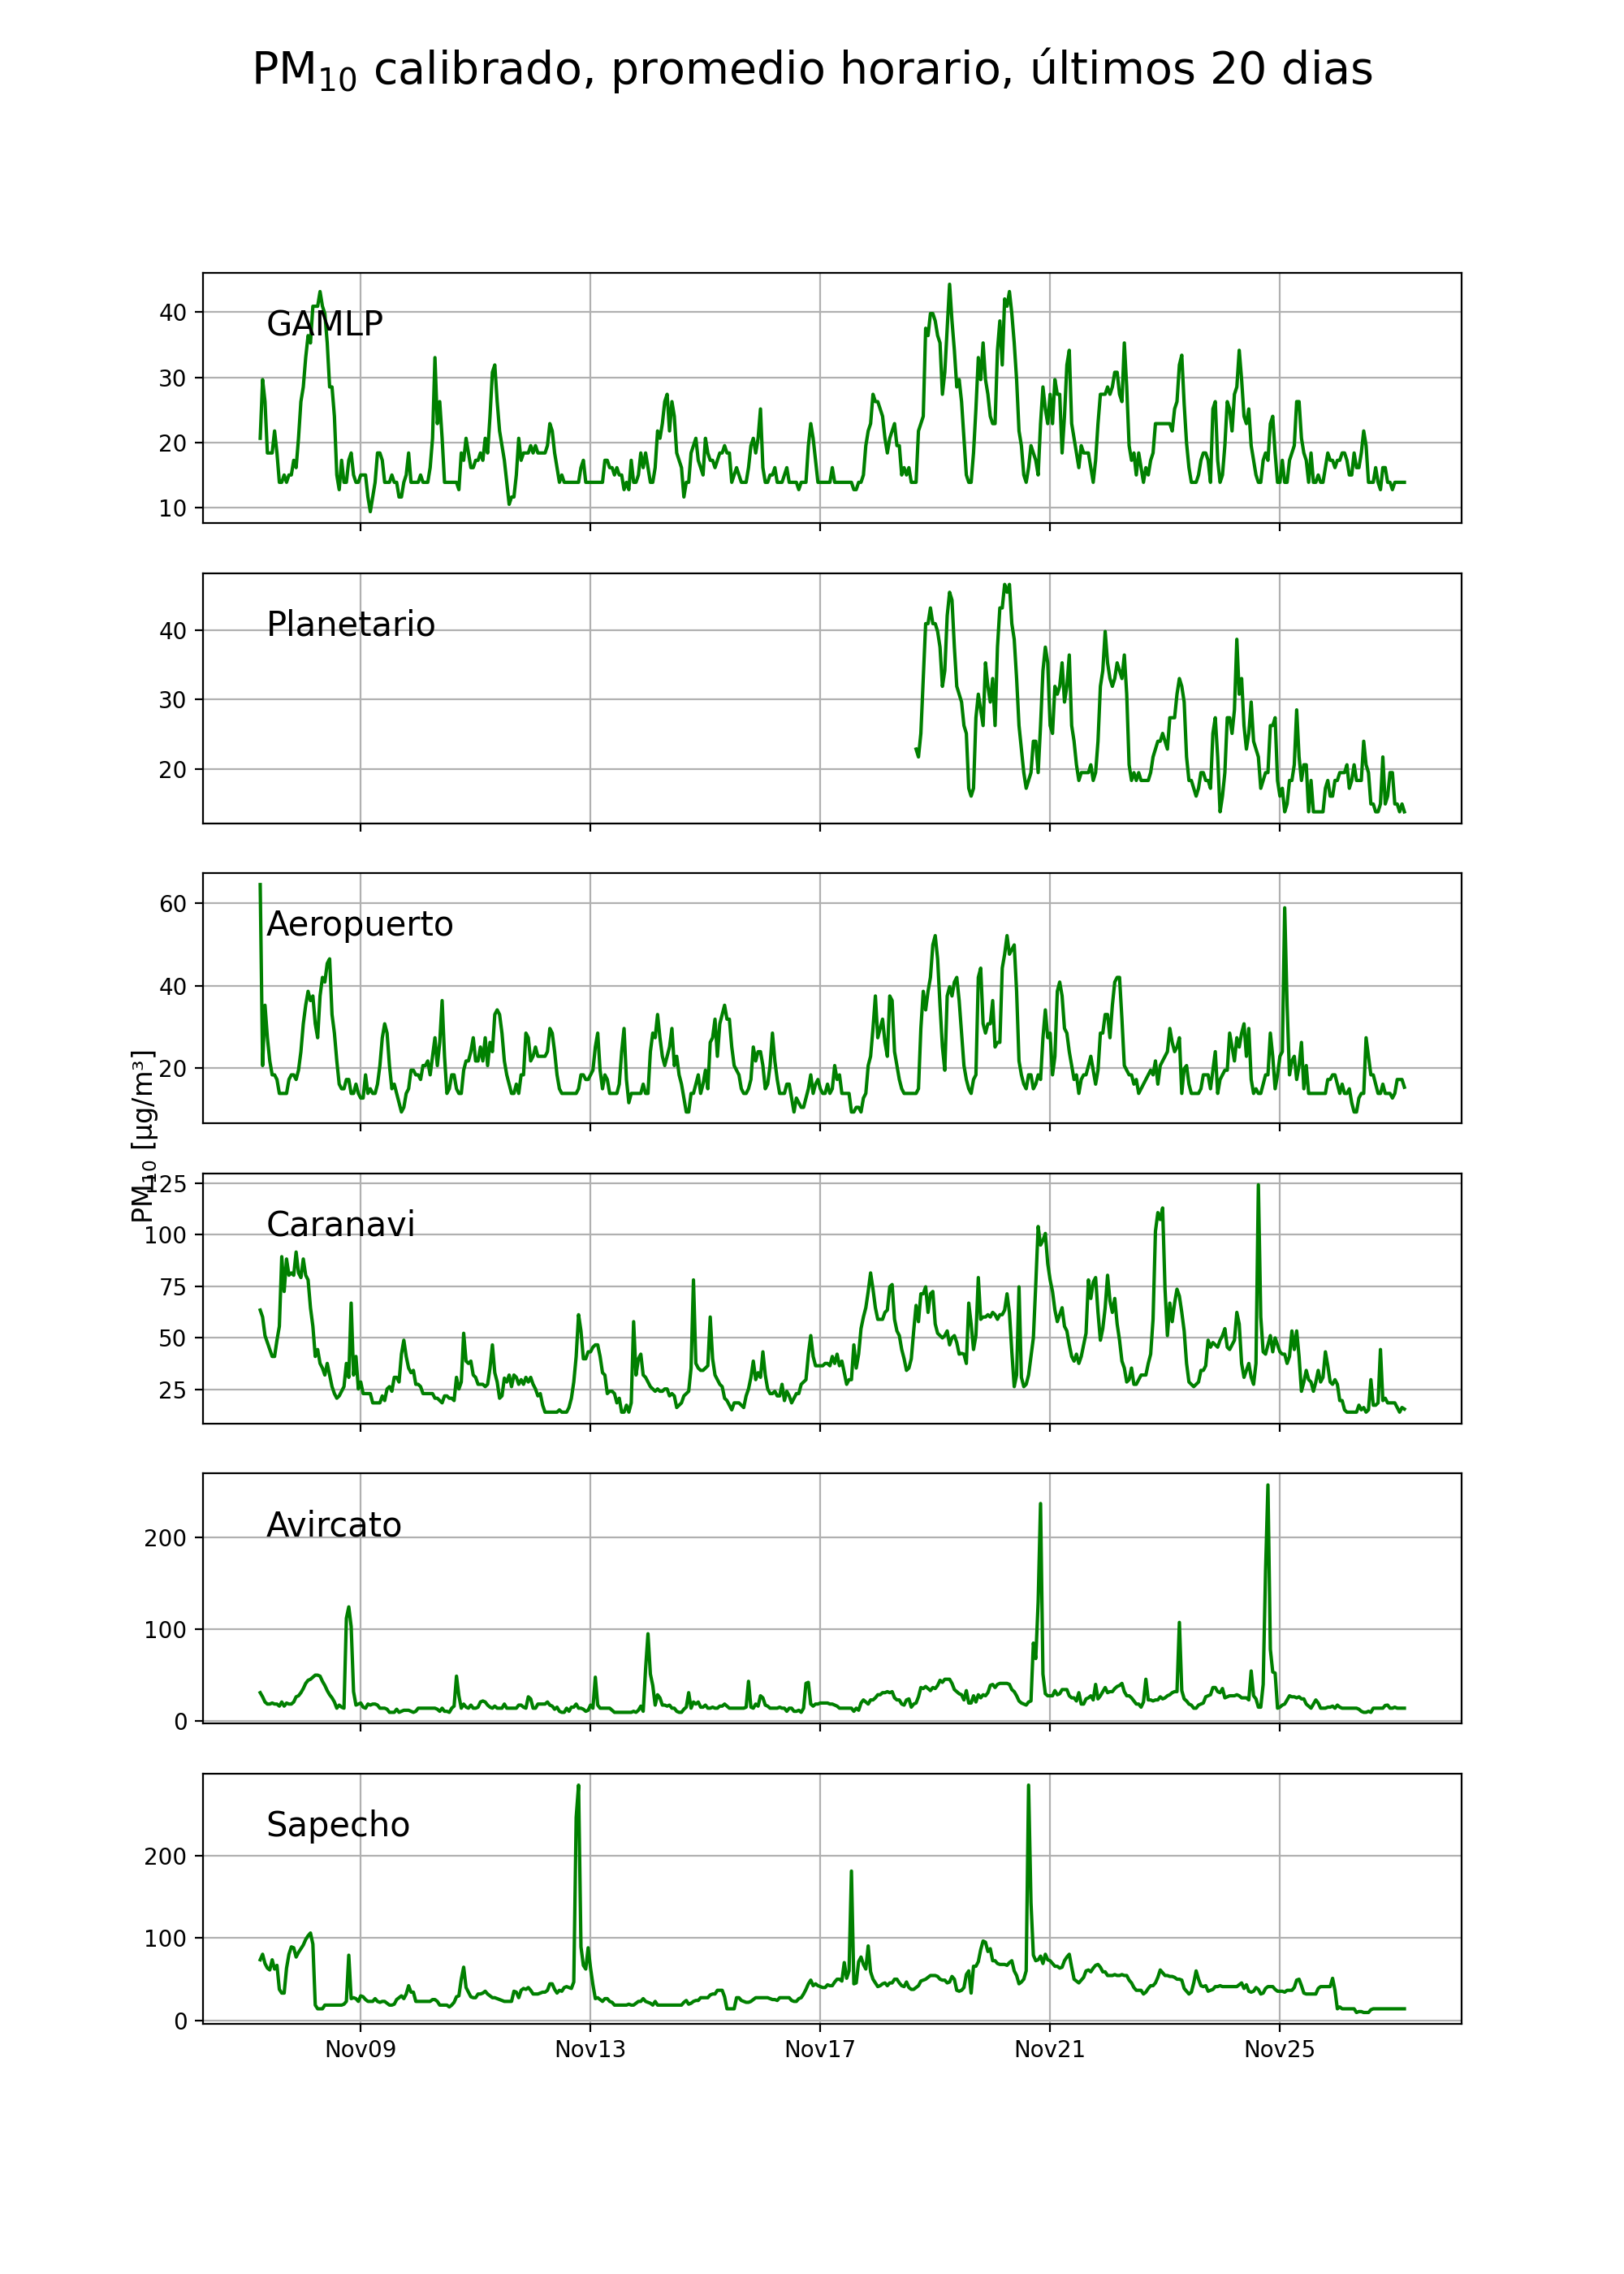 PM₁₀ calibrado, promedio horario, últimos 20 dias
GAMLP
40
30
20
10
Planetario
40
30
20
Aeropuerto
60
40
20
PM₁₀ [µg/m³]
Caranavi
125
100
75
50
25
Avircato
200
100
0
Sapecho
200
100
0
Nov09 Nov13 Nov17 Nov21 Nov25